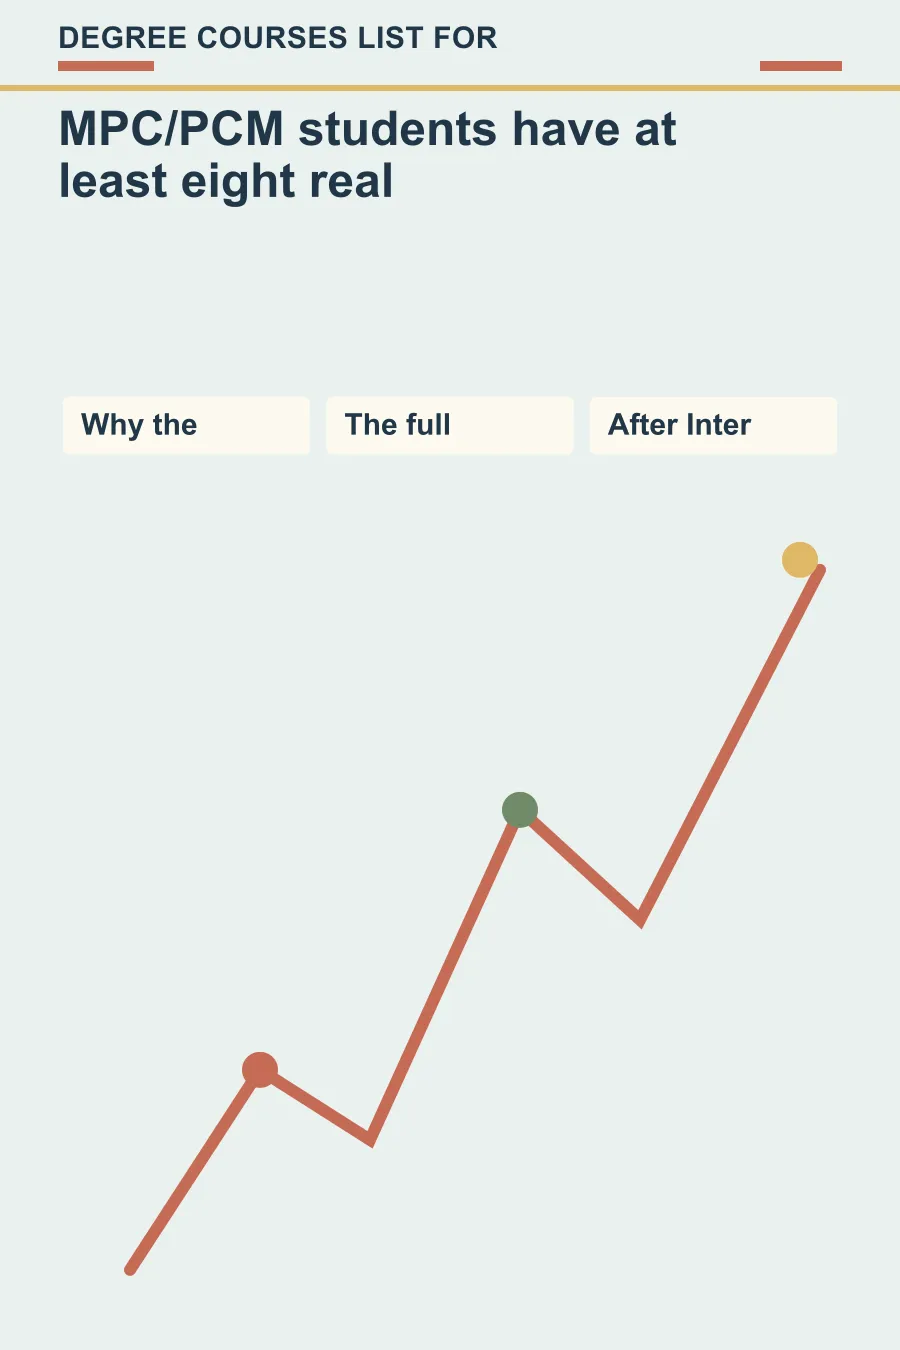 DEGREE COURSES LIST FOR
MPC/PCM students have at
least eight real
Why the
The full
After Inter